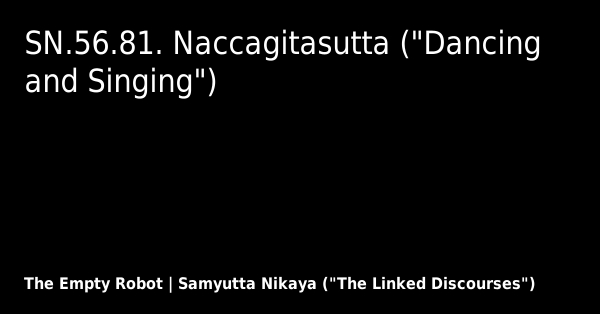 SN.56.81. Naccagitasutta ("Dancing
and Singing")
The Empty Robot | Samyutta Nikaya ("The Linked Discourses")